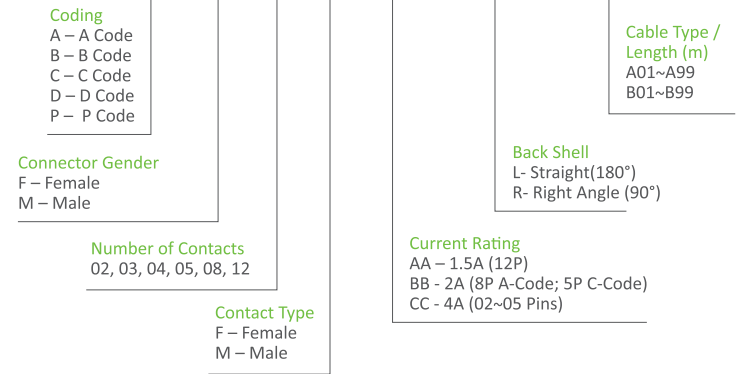 Coding
A – A Code
B – B Code
C – C Code
D – D Code
P –  P Code
Connector Gender
F – Female
M – Male
Number of Contacts
02, 03, 04, 05, 08, 12
Contact Type
F – Female
M – Male
Cable Type /
Length (m)
A01~A99
B01~B99
Back Shell
L- Straight(180°)
R- Right Angle (90°)
Current Rating
AA – 1.5A (12P)
BB - 2A (8P A-Code; 5P C-Code)
CC - 4A (02~05 Pins)